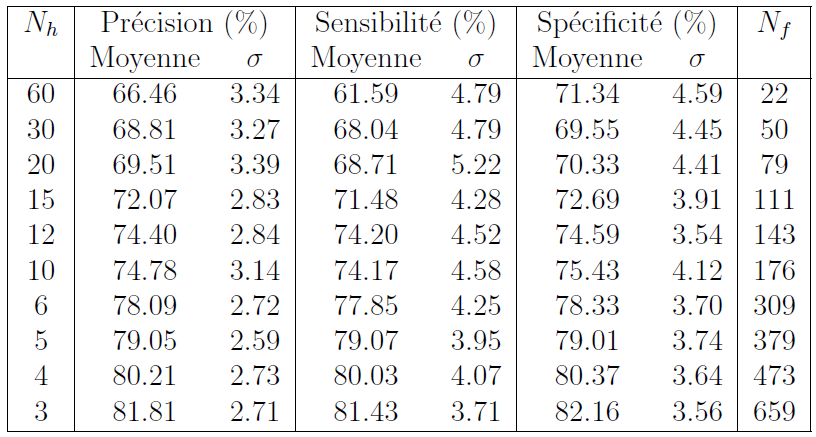 N_h Précision (%) Sensibilité (%) Spécificité (%) N_f
Moyenne σ Moyenne σ Moyenne σ
60 66.46 3.34 61.59 4.79 71.34 4.59 22
30 68.81 3.27 68.04 4.79 69.55 4.45 50
20 69.51 3.39 68.71 5.22 70.33 4.41 79
15 72.07 2.83 71.48 4.28 72.69 3.91 111
12 74.40 2.84 74.20 4.52 74.59 3.54 143
10 74.78 3.14 74.17 4.58 75.43 4.12 176
6 78.09 2.72 77.85 4.25 78.33 3.70 309
5 79.05 2.59 79.07 3.95 79.01 3.74 379
4 80.21 2.73 80.03 4.07 80.37 3.64 473
3 81.81 2.71 81.43 3.71 82.16 3.56 659